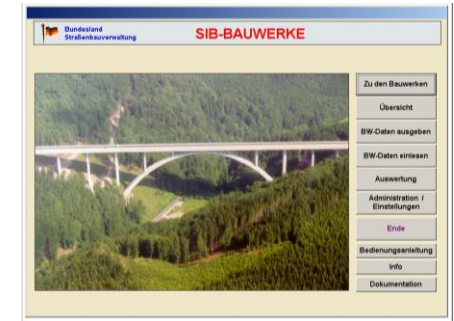 Bundesland
Straßenbauverwaltung
SIB-BAUWERKE
Zu den Bauwerken
Übersicht
BW-Daten ausgeben
BW-Daten einlesen
Auswertung
Administration /
Einstellungen
Ende
Bedienungsanleitung
Info
Dokumentation